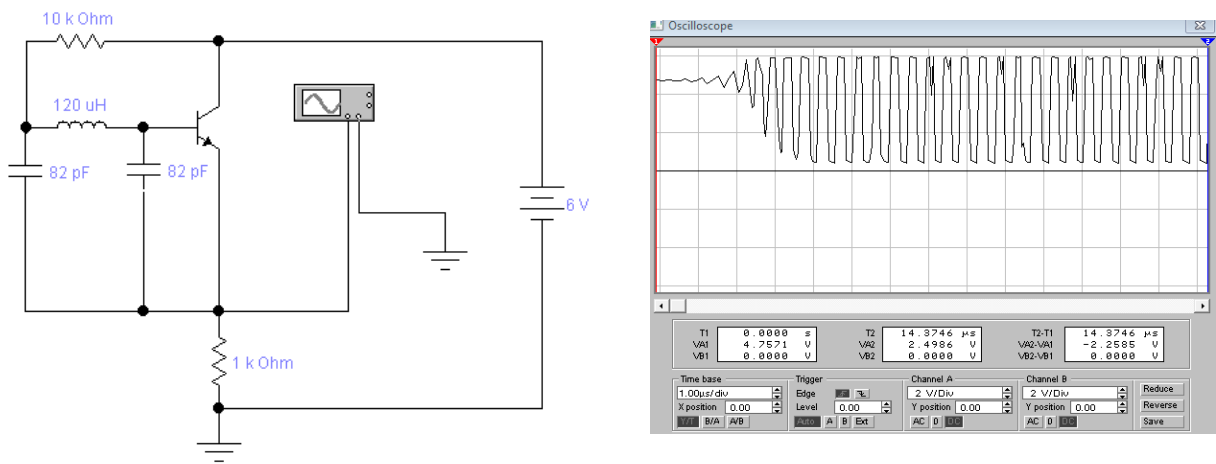 10 k Ohm
120 uH
82 pF
82 pF
6 V
1 k Ohm
Oscilloscope
1
2
T1 0.0000 s
VA1 4.7571 V
VB1 0.0000 V
T2 14.3746 µs
VA2 2.4986 V
VB2 0.0000 V
T2-T1 14.3746 µs
VA2-VA1 -2.2585 V
VB2-VB1 0.0000 V
Time base
1.00µs/div
X position 0.00
Y/T B/A A/B
Trigger
Edge
Level 0.00
Auto A B Ext
Channel A
2 V/Div
Y position 0.00
AC 0 DC
Channel B
2 V/Div
Y position 0.00
AC 0 DC
Reduce
Reverse
Save